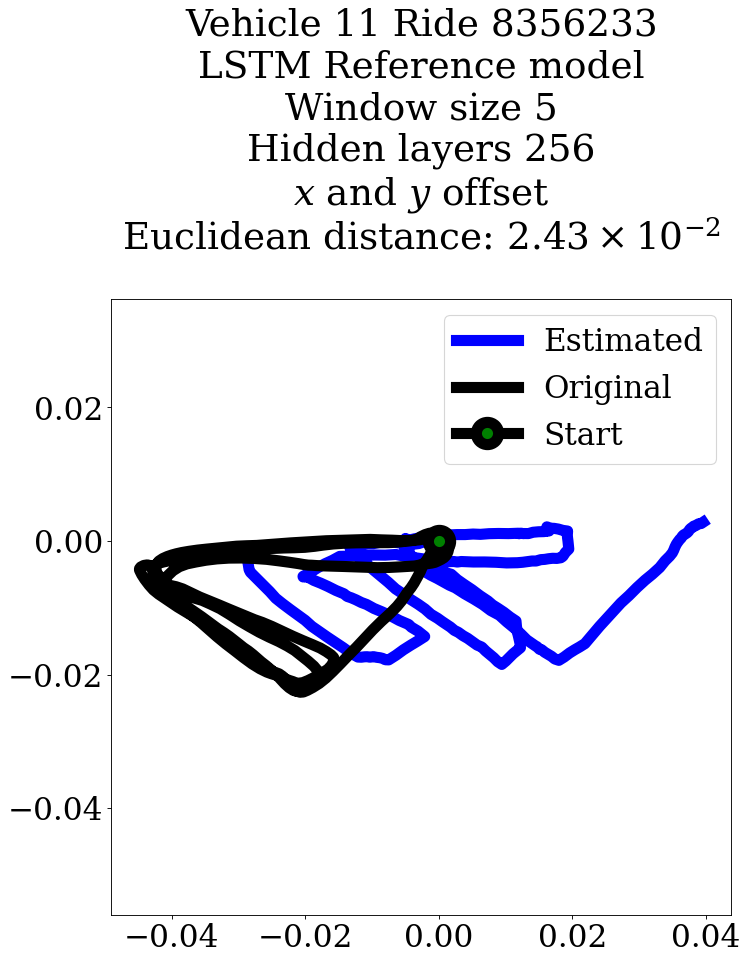 Vehicle 11 Ride 8356233
LSTM Reference model
Window size 5
Hidden layers 256
x and y offset
Euclidean distance: 2.43 × 10⁻²
Estimated
Original
Start
0.02
0.00
−0.02
−0.04
−0.04 −0.02 0.00 0.02 0.04